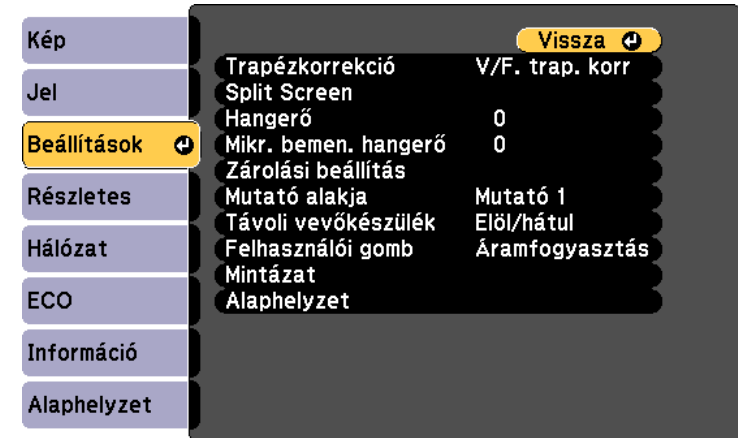 Kép
Jel
Beállítások
Részletes
Hálózat
ECO
Információ
Alaphelyzet
Vissza
Trapézkorrekció V/F. trap. korr
Split Screen
Hangerő 0
Mikr. bemen. hangerő 0
Zárolási beállítás
Mutató alakja Mutató 1
Távoli vevőkészülék Elöl/hátul
Felhasználói gomb Áramfogyasztás
Mintázat
Alaphelyzet